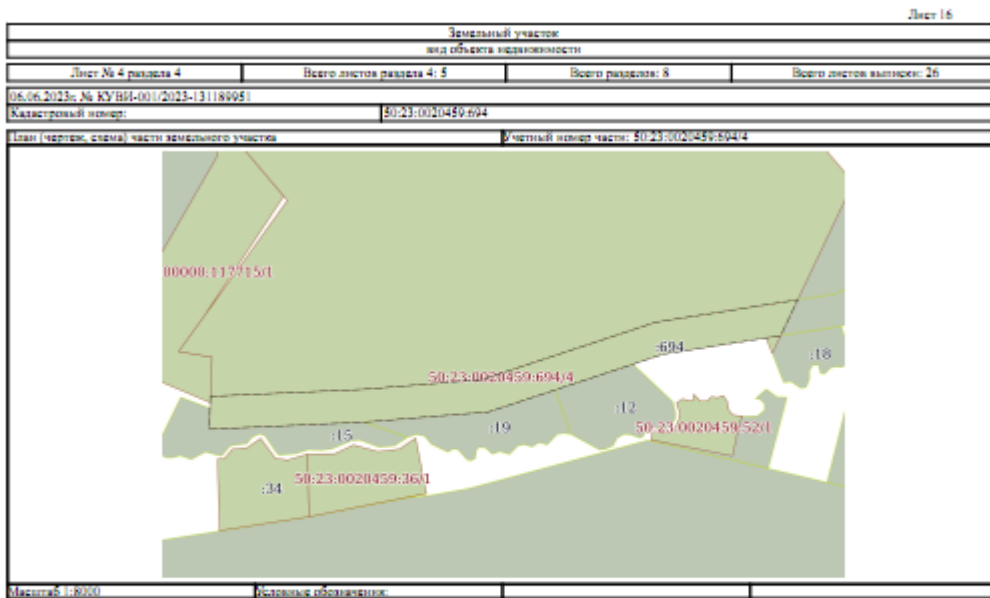 Лист 16
Земельный участок
вид объекта недвижимости
Лист № 4 раздела 4 Всего листов раздела 4: 5 Всего разделов: 8 Всего листов выписки: 26
06.06.2023г. № КУВИ-001/2023-131189951
Кадастровый номер: 50:23:0020459:694
План (чертеж, схема) части земельного участка Учетный номер части: 50:23:0020459:694/4
00000:117715/1
:694
:18
50:23:0020459:694/4
:12
:19
50:23:0020459:52/1
:15
50:23:0020459:36/1
:34
Масштаб 1:8000 Условные обозначения: